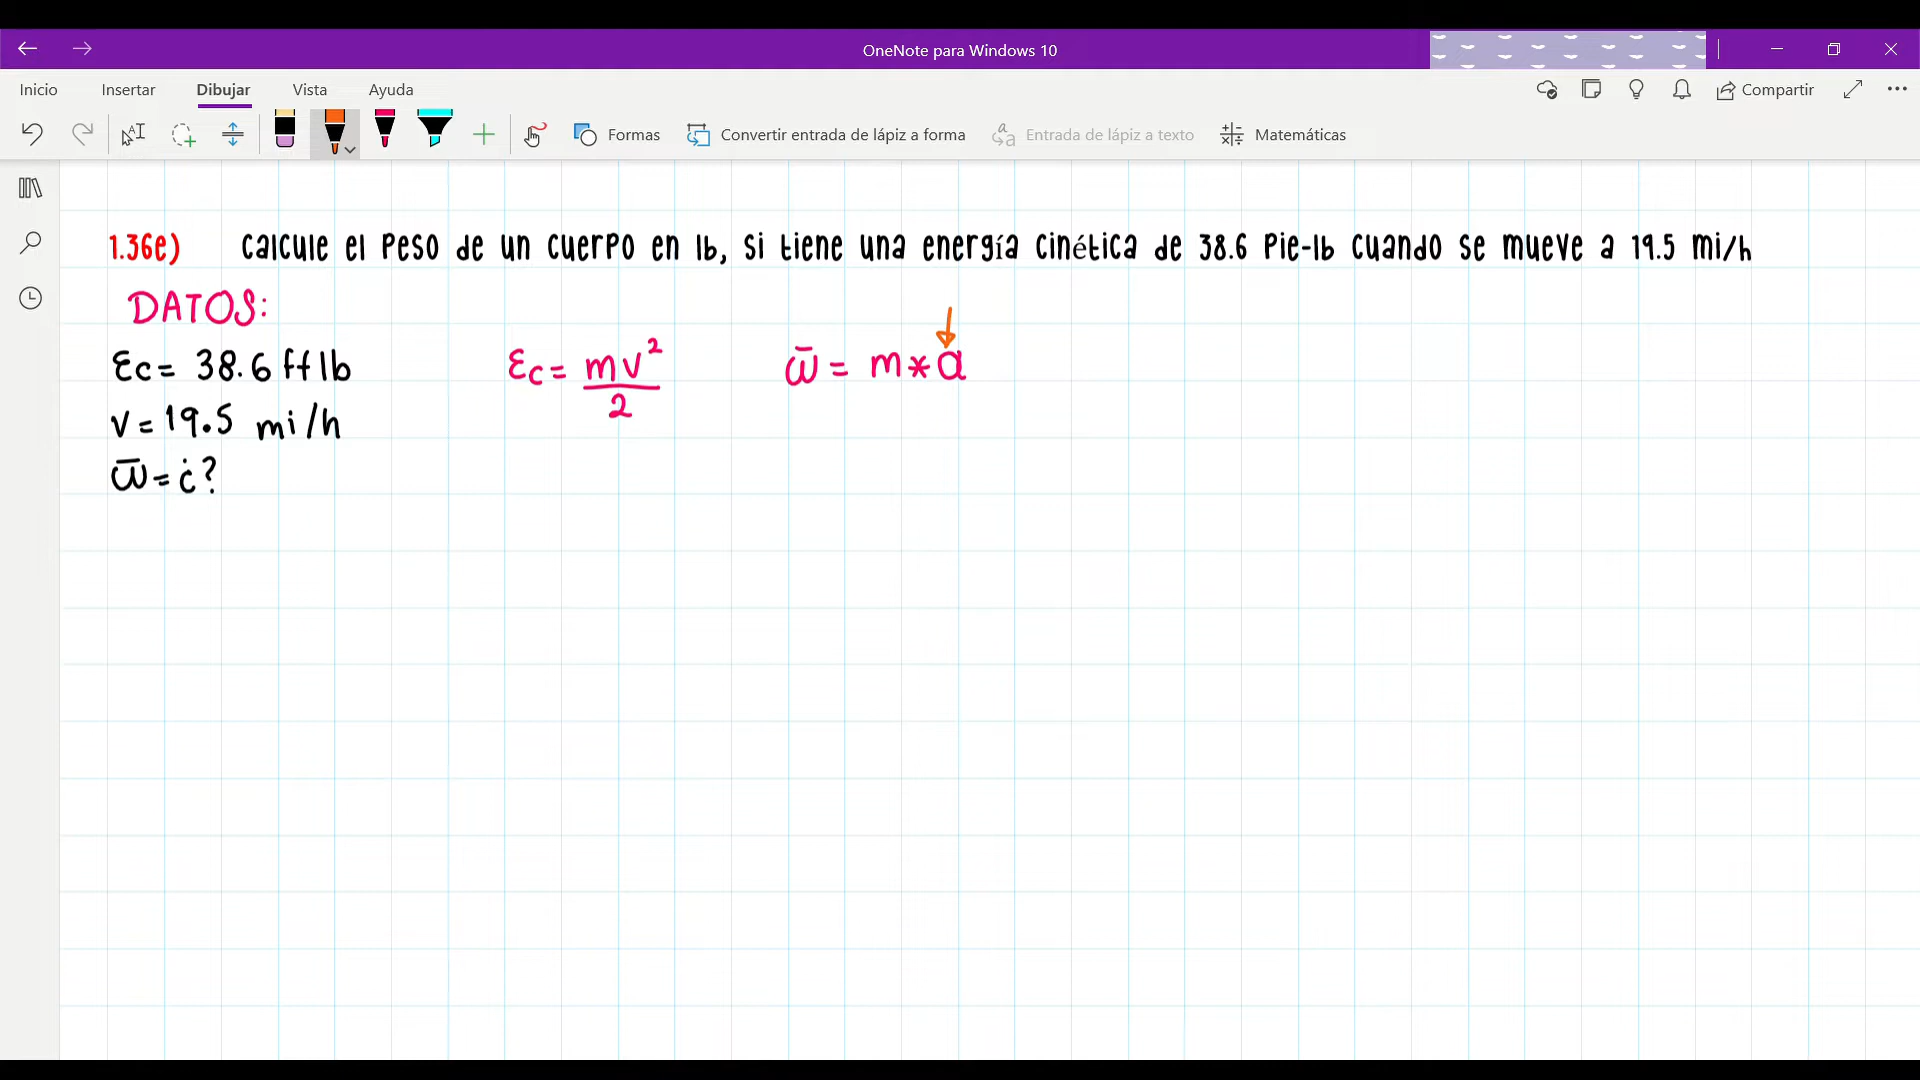 OneNote para Windows 10
Inicio Insertar Dibujar Vista Ayuda Compartir
Formas Convertir entrada de lápiz a forma Entrada de lápiz a texto Matemáticas
1.36e) calcule el Peso de un cuerpo en lb, si tiene una energía cinética de 38.6 Pie-lb cuando se mueve a 19.5 mi/h
DATOS:
Ec = 38.6 ff lb
Ec = mv²/2
ω̄ = m*a
v = 19.5 mi/h
ω̄ = ¿?